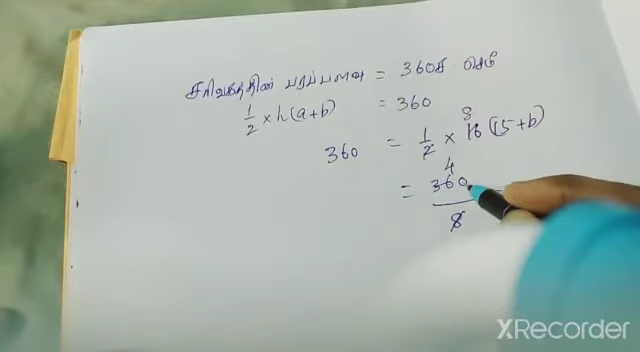 சரிவகத்தின் பரப்பளவு = 360ச. செமீ
1/2 × h (a+b) = 360
360 = 1/2 × 16 (15+b)
8
4
= 360/8
XRecorder